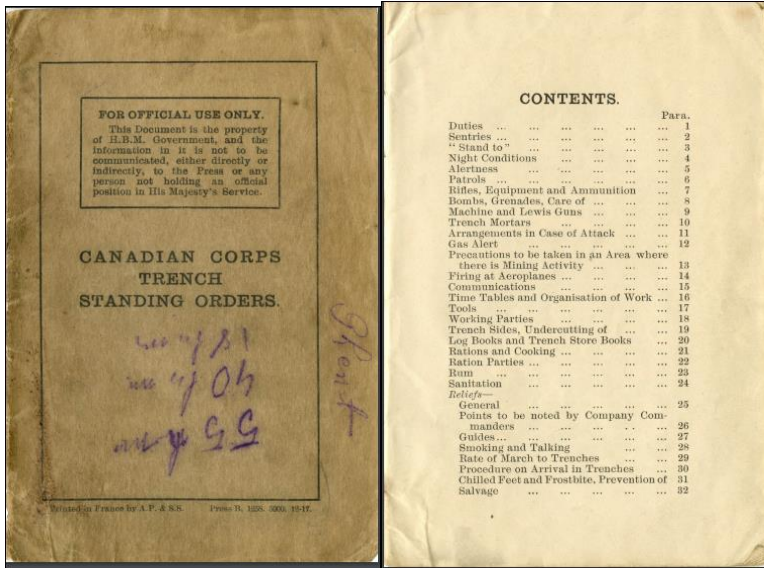 FOR OFFICIAL USE ONLY.
This Document is the property
of H.B.M. Government, and the
information in it is not to be
communicated, either directly or
indirectly, to the Press or any
person not holding an official
position in His Majesty's Service.
CANADIAN CORPS
TRENCH
STANDING ORDERS.
Ghent
Printed in France by A.P. & S.S. Press B, 5000. 12-17.
CONTENTS.
Para.
Duties ... ... ... ... ... ... 1
Sentries ... ... ... ... ... ... 2
"Stand to" ... ... ... ... ... 3
Night Conditions ... ... ... ... 4
Alertness ... ... ... ... ... 5
Patrols ... ... ... ... ... ... 6
Rifles, Equipment and Ammunition ... ... 7
Bombs, Grenades, Care of ... ... ... ... 8
Machine and Lewis Guns ... ... ... ... 9
Trench Mortars ... ... ... ... 10
Arrangements in Case of Attack ... ... 11
Gas Alert ... ... ... ... ... 12
Precautions to be taken in an Area where
there is Mining Activity ... ... ... 13
Firing at Aeroplanes ... ... ... ... 14
Communications ... ... ... ... 15
Time Tables and Organisation of Work ... 16
Tools ... ... ... ... ... ... 17
Working Parties ... ... ... ... 18
Trench Sides, Undercutting of ... ... ... 19
Log Books and Trench Store Books ... 20
Rations and Cooking ... ... ... ... 21
Ration Parties ... ... ... ... ... 22
Rum ... ... ... ... ... ... 23
Sanitation ... ... ... ... ... 24
Reliefs—
General ... ... ... ... ... 25
Points to be noted by Company Com-
manders ... ... ... ... ... 26
Guides ... ... ... ... ... ... 27
Smoking and Talking ... ... ... 28
Rate of March to Trenches ... ... 29
Procedure on Arrival in Trenches ... 30
Chilled Feet and Frostbite, Prevention of 31
Salvage ... ... ... ... ... 32